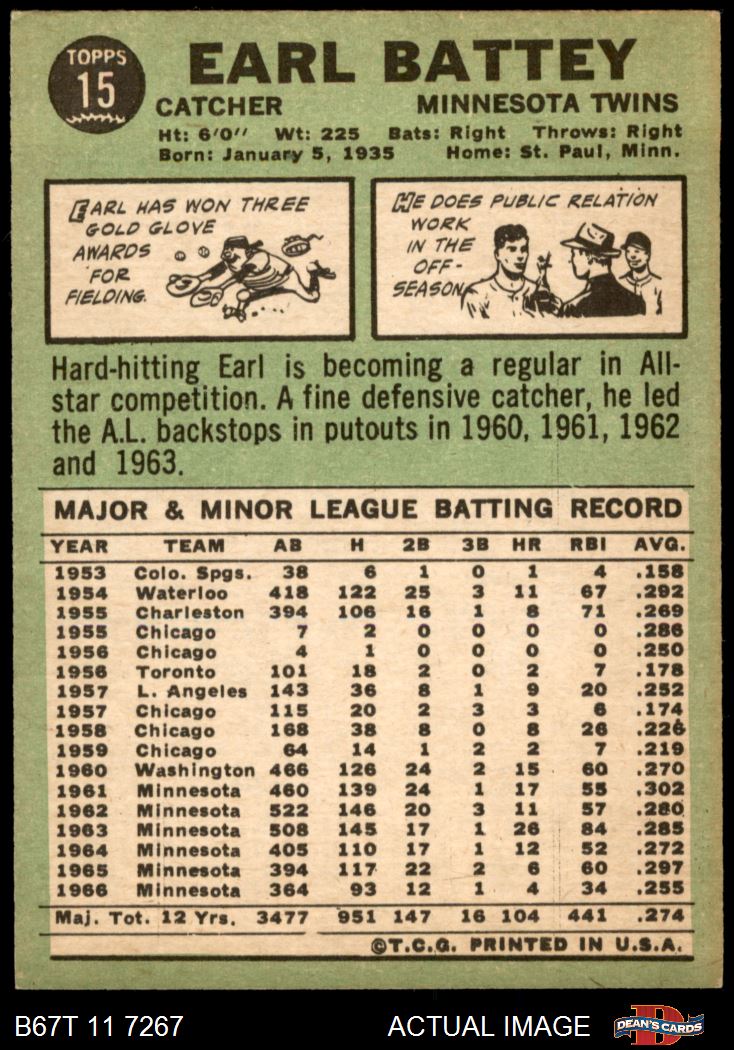 TOPPS
15
EARL BATTEY
CATCHER MINNESOTA TWINS
Ht: 6'0" Wt: 225 Bats: Right Throws: Right
Born: January 5, 1935 Home: St. Paul, Minn.
EARL HAS WON THREE
GOLD GLOVE
AWARDS
FOR
FIELDING.
HE DOES PUBLIC RELATION
WORK
IN THE
OFF-
SEASON.
Hard-hitting Earl is becoming a regular in All-
star competition. A fine defensive catcher, he led
the A.L. backstops in putouts in 1960, 1961, 1962
and 1963.
MAJOR & MINOR LEAGUE BATTING RECORD
YEAR TEAM AB H 2B 3B HR RBI AVG.
1953 Colo. Spgs. 38 6 1 0 1 4 .158
1954 Waterloo 418 122 25 3 11 67 .292
1955 Charleston 394 106 16 1 8 71 .269
1955 Chicago 7 2 0 0 0 0 .286
1956 Chicago 4 1 0 0 0 0 .250
1956 Toronto 101 18 2 0 2 7 .178
1957 L. Angeles 143 36 8 1 9 20 .252
1957 Chicago 115 20 2 3 3 6 .174
1958 Chicago 168 38 8 0 8 26 .226
1959 Chicago 64 14 1 2 2 7 .219
1960 Washington 466 126 24 2 15 60 .270
1961 Minnesota 460 139 24 1 17 55 .302
1962 Minnesota 522 146 20 3 11 57 .280
1963 Minnesota 508 145 17 1 26 84 .285
1964 Minnesota 405 110 17 1 12 52 .272
1965 Minnesota 394 117 22 2 6 60 .297
1966 Minnesota 364 93 12 1 4 34 .255
Maj. Tot. 12 Yrs. 3477 951 147 16 104 441 .274
©T.C.G. PRINTED IN U.S.A.
B67T 11 7267 ACTUAL IMAGE
D
DEAN'S CARDS